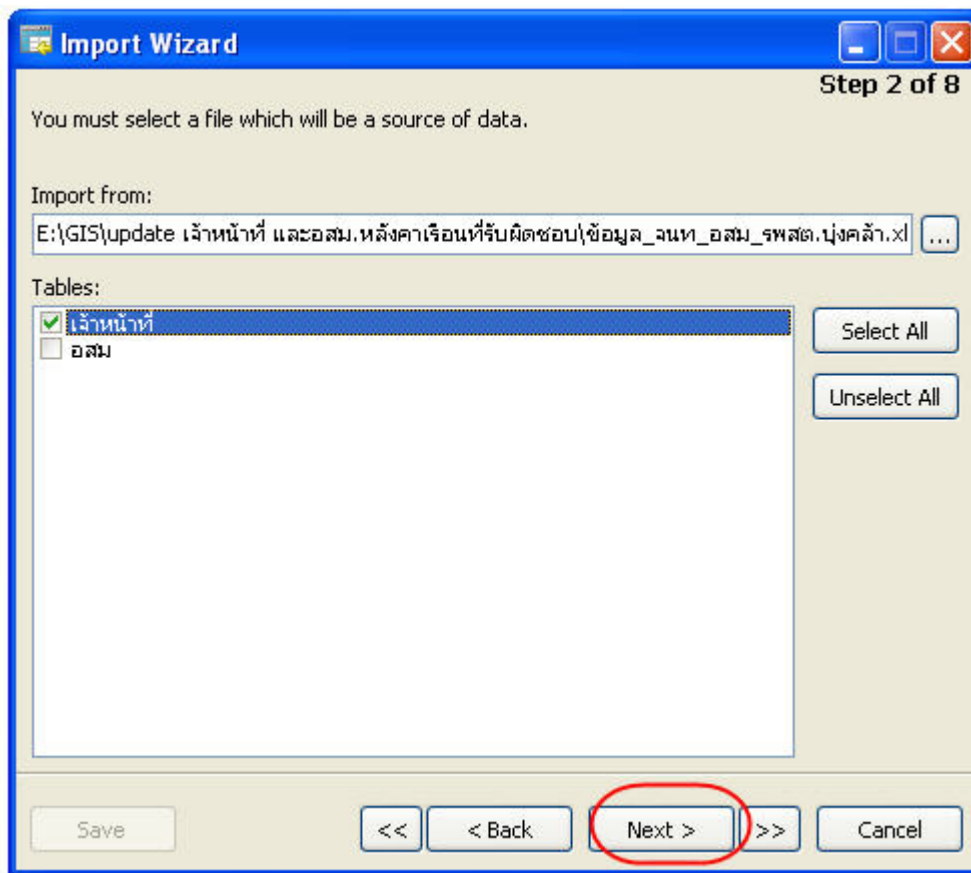 Import Wizard
Step 2 of 8
You must select a file which will be a source of data.
Import from:
E:\GIS\update เจ้าหน้าที่ และอสม.หลังคาเรือนที่รับผิดชอบ\ข้อมูล_จนท_อสม_รพสต.บุ่งคล้า.xl
...
Tables:
เจ้าหน้าที่
อสม
Select All
Unselect All
Save
<<
< Back
Next >
>>
Cancel